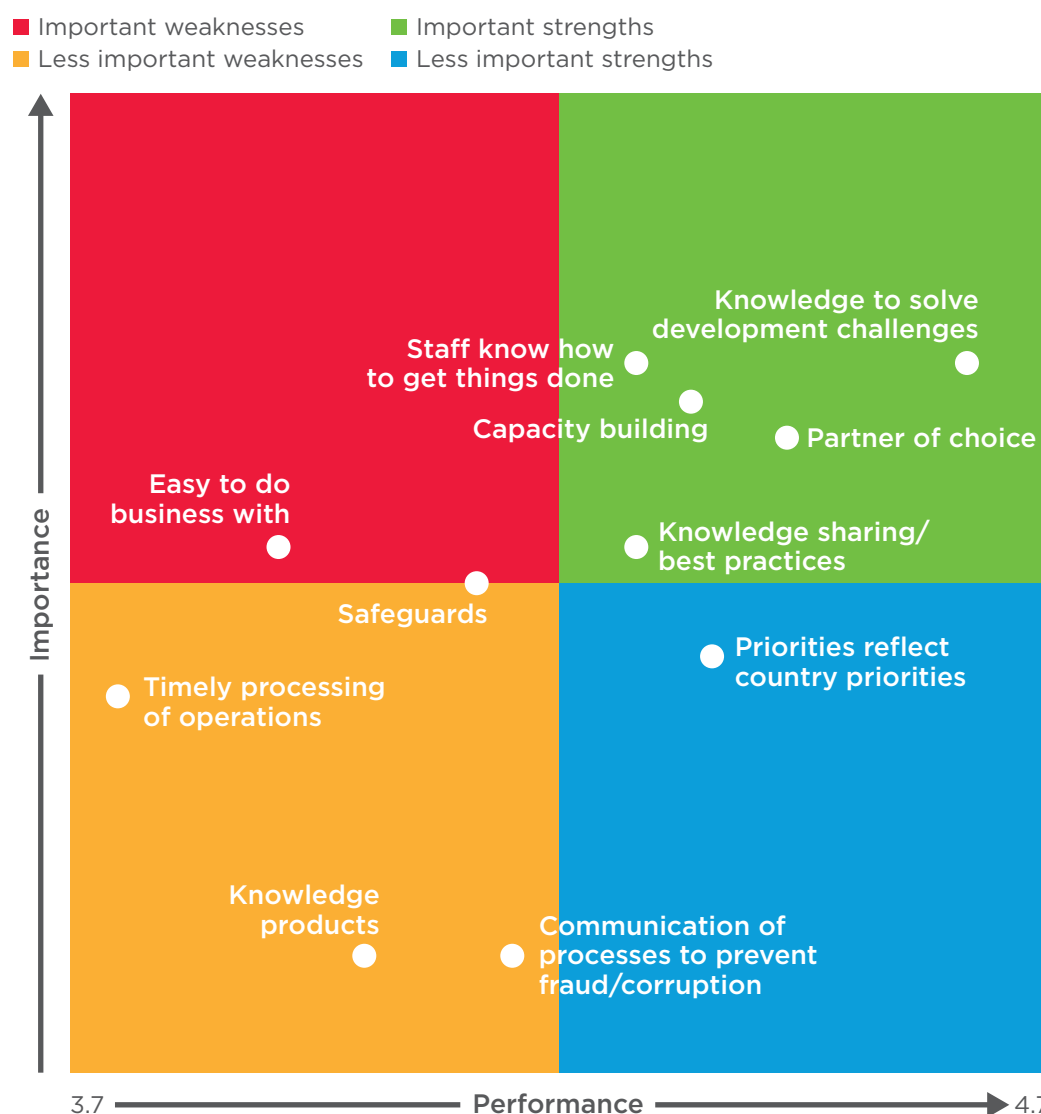 Important weaknesses
Important strengths
Less important weaknesses
Less important strengths
Knowledge to solve
development challenges
Staff know how
to get things done
Capacity building
Partner of choice
Easy to do
business with
Knowledge sharing/
best practices
Safeguards
Priorities reflect
country priorities
Timely processing
of operations
Knowledge
products
Communication of
processes to prevent
fraud/corruption
Importance
3.7
Performance
4.7